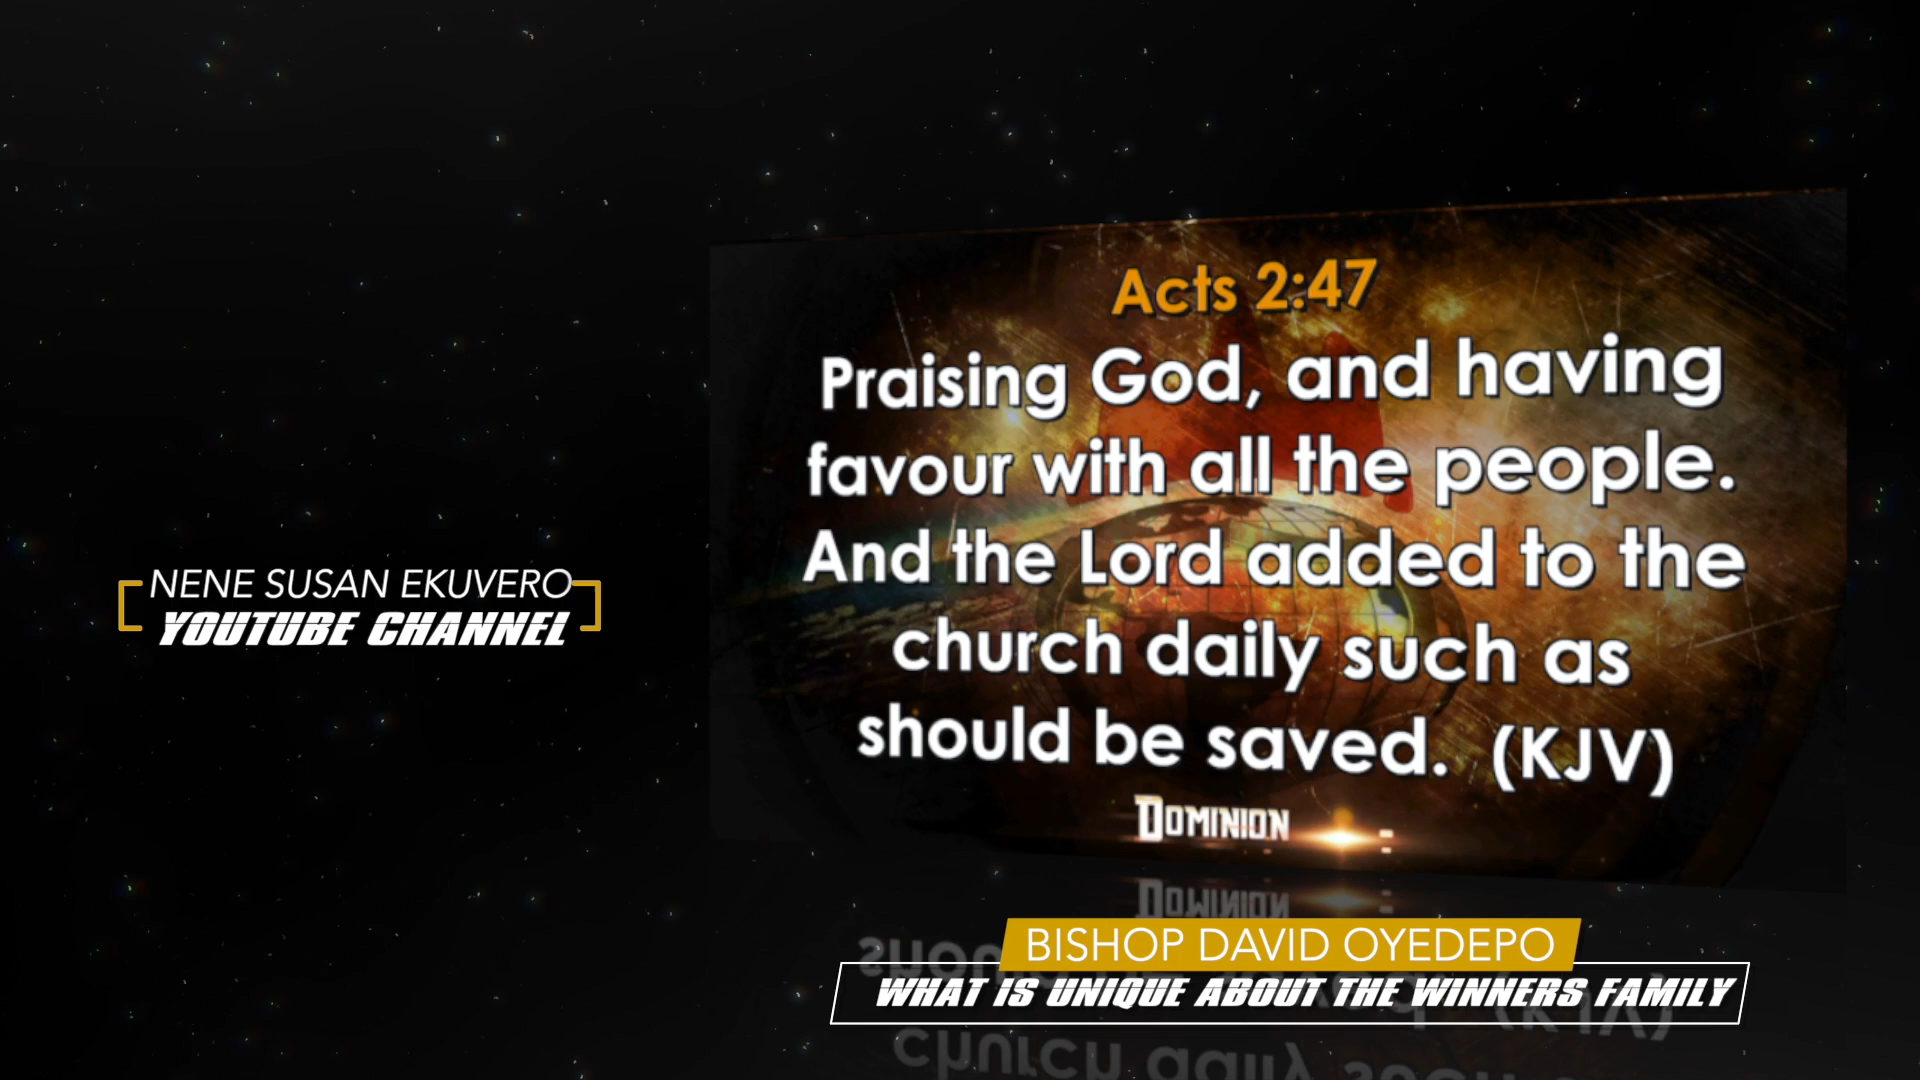 Acts 2:47
Praising God, and having
favour with all the people.
And the Lord added to the
church daily such as
should be saved. (KJV)
DOMINION
NENE SUSAN EKUVERO
YOUTUBE CHANNEL
BISHOP DAVID OYEDEPO
WHAT IS UNIQUE ABOUT THE WINNERS FAMILY